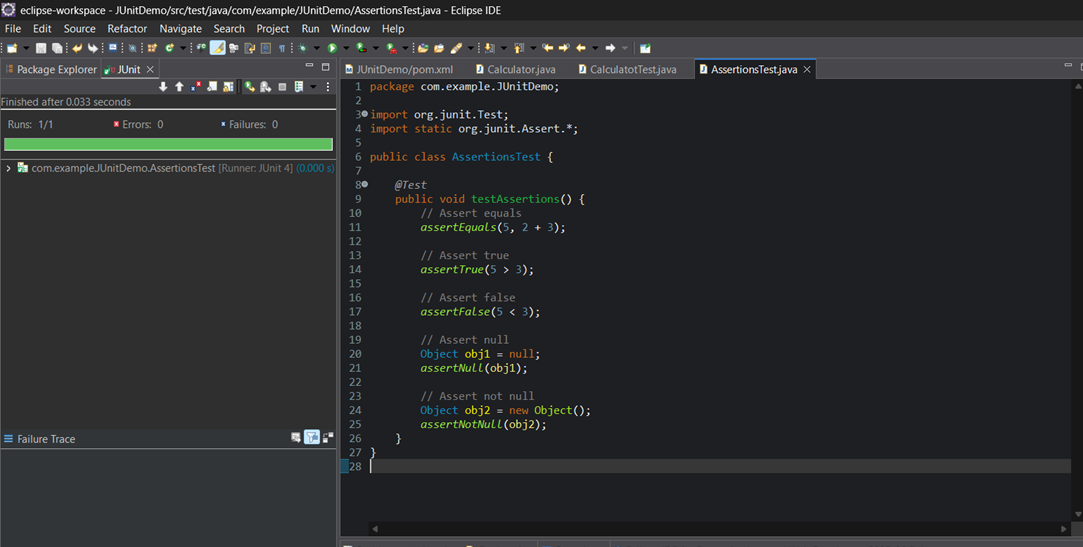 eclipse-workspace - JUnitDemo/src/test/java/com/example/JUnitDemo/AssertionsTest.java - Eclipse IDE
File Edit Source Refactor Navigate Search Project Run Window Help
Package Explorer JUnit
Finished after 0.033 seconds
Runs: 1/1 Errors: 0 Failures: 0
com.exampleJUnitDemo.AssertionsTest [Runner: JUnit 4] (0.000 s)
Failure Trace
JUnitDemo/pom.xml Calculator.java CalculatotTest.java AssertionsTest.java
1 package com.example.JUnitDemo;
2
3 import org.junit.Test;
4 import static org.junit.Assert.*;
5
6 public class AssertionsTest {
7
8 @Test
9 public void testAssertions() {
10 // Assert equals
11 assertEquals(5, 2 + 3);
12
13 // Assert true
14 assertTrue(5 > 3);
15
16 // Assert false
17 assertFalse(5 < 3);
18
19 // Assert null
20 Object obj1 = null;
21 assertNull(obj1);
22
23 // Assert not null
24 Object obj2 = new Object();
25 assertNotNull(obj2);
26 }
27 }
28